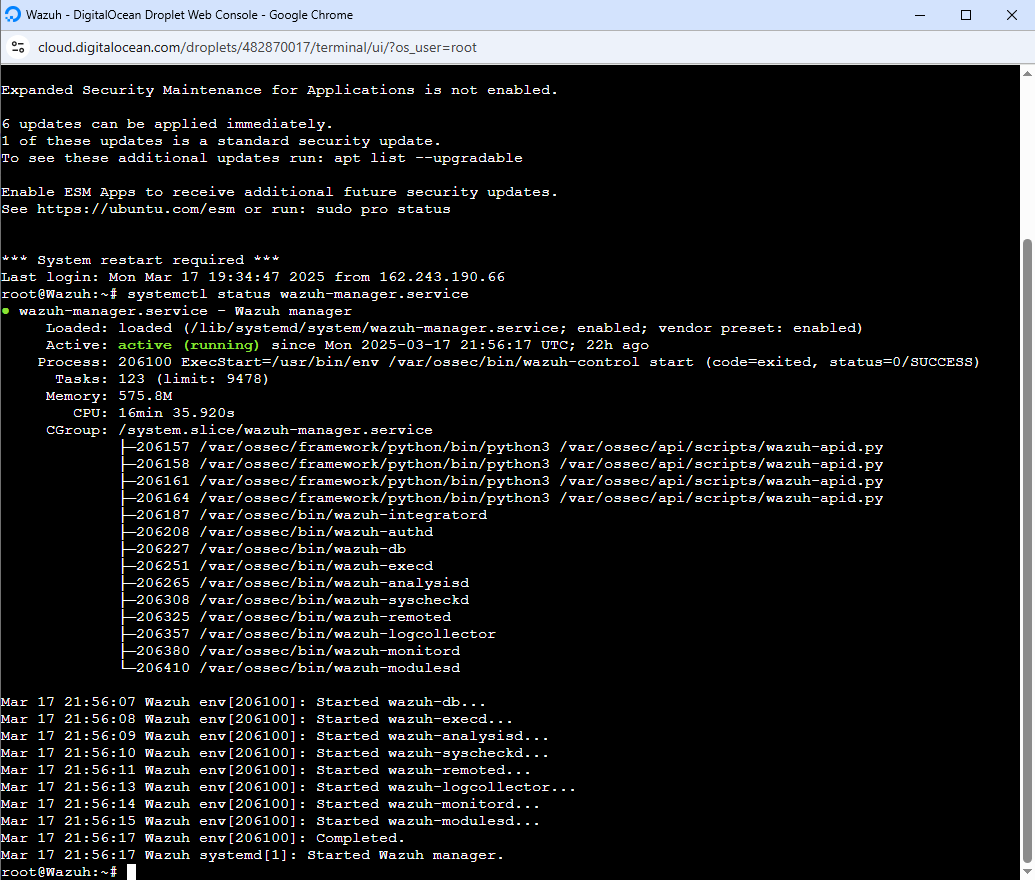 Wazuh - DigitalOcean Droplet Web Console - Google Chrome
cloud.digitalocean.com/droplets/482870017/terminal/ui/?os_user=root
Expanded Security Maintenance for Applications is not enabled.
6 updates can be applied immediately.
1 of these updates is a standard security update.
To see these additional updates run: apt list --upgradable
Enable ESM Apps to receive additional future security updates.
See https://ubuntu.com/esm or run: sudo pro status
*** System restart required ***
Last login: Mon Mar 17 19:34:47 2025 from 162.243.190.66
root@Wazuh:~# systemctl status wazuh-manager.service
● wazuh-manager.service - Wazuh manager
Loaded: loaded (/lib/systemd/system/wazuh-manager.service; enabled; vendor preset: enabled)
Active: active (running) since Mon 2025-03-17 21:56:17 UTC; 22h ago
Process: 206100 ExecStart=/usr/bin/env /var/ossec/bin/wazuh-control start (code=exited, status=0/SUCCESS)
Tasks: 123 (limit: 9478)
Memory: 575.8M
CPU: 16min 35.920s
CGroup: /system.slice/wazuh-manager.service
├─206157 /var/ossec/framework/python/bin/python3 /var/ossec/api/scripts/wazuh-apid.py
├─206158 /var/ossec/framework/python/bin/python3 /var/ossec/api/scripts/wazuh-apid.py
├─206161 /var/ossec/framework/python/bin/python3 /var/ossec/api/scripts/wazuh-apid.py
├─206164 /var/ossec/framework/python/bin/python3 /var/ossec/api/scripts/wazuh-apid.py
├─206187 /var/ossec/bin/wazuh-integratord
├─206208 /var/ossec/bin/wazuh-authd
├─206227 /var/ossec/bin/wazuh-db
├─206251 /var/ossec/bin/wazuh-execd
├─206265 /var/ossec/bin/wazuh-analysisd
├─206308 /var/ossec/bin/wazuh-syscheckd
├─206325 /var/ossec/bin/wazuh-remoted
├─206357 /var/ossec/bin/wazuh-logcollector
├─206380 /var/ossec/bin/wazuh-monitord
└─206410 /var/ossec/bin/wazuh-modulesd
Mar 17 21:56:07 Wazuh env[206100]: Started wazuh-db...
Mar 17 21:56:08 Wazuh env[206100]: Started wazuh-execd...
Mar 17 21:56:09 Wazuh env[206100]: Started wazuh-analysisd...
Mar 17 21:56:10 Wazuh env[206100]: Started wazuh-syscheckd...
Mar 17 21:56:11 Wazuh env[206100]: Started wazuh-remoted...
Mar 17 21:56:13 Wazuh env[206100]: Started wazuh-logcollector...
Mar 17 21:56:14 Wazuh env[206100]: Started wazuh-monitord...
Mar 17 21:56:15 Wazuh env[206100]: Started wazuh-modulesd...
Mar 17 21:56:17 Wazuh env[206100]: Completed.
Mar 17 21:56:17 Wazuh systemd[1]: Started Wazuh manager.
root@Wazuh:~#